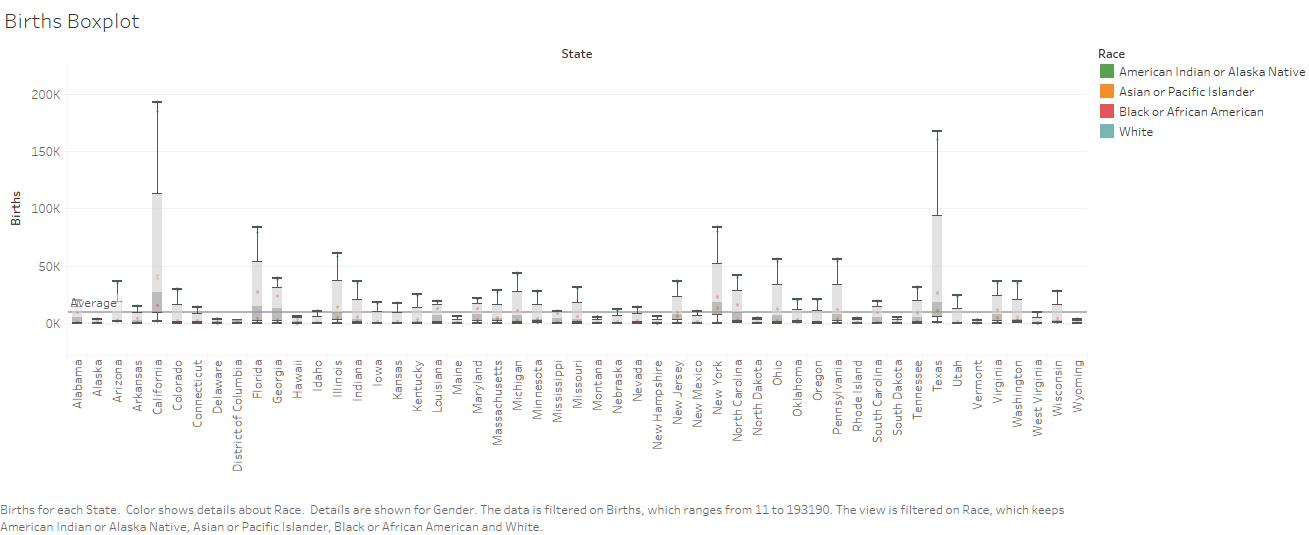 Births Boxplot
State
Race
American Indian or Alaska Native
Asian or Pacific Islander
Black or African American
White
Births
200K
150K
100K
50K
0K
Average
Alabama
Alaska
Arizona
Arkansas
California
Colorado
Connecticut
Delaware
District of Columbia
Florida
Georgia
Hawaii
Idaho
Illinois
Indiana
Iowa
Kansas
Kentucky
Louisiana
Maine
Maryland
Massachusetts
Michigan
Minnesota
Mississippi
Missouri
Montana
Nebraska
Nevada
New Hampshire
New Jersey
New Mexico
New York
North Carolina
North Dakota
Ohio
Oklahoma
Oregon
Pennsylvania
Rhode Island
South Carolina
South Dakota
Tennessee
Texas
Utah
Vermont
Virginia
Washington
West Virginia
Wisconsin
Wyoming
Births for each State.  Color shows details about Race.  Details are shown for Gender. The data is filtered on Births, which ranges from 11 to 193190. The view is filtered on Race, which keeps
American Indian or Alaska Native, Asian or Pacific Islander, Black or African American and White.